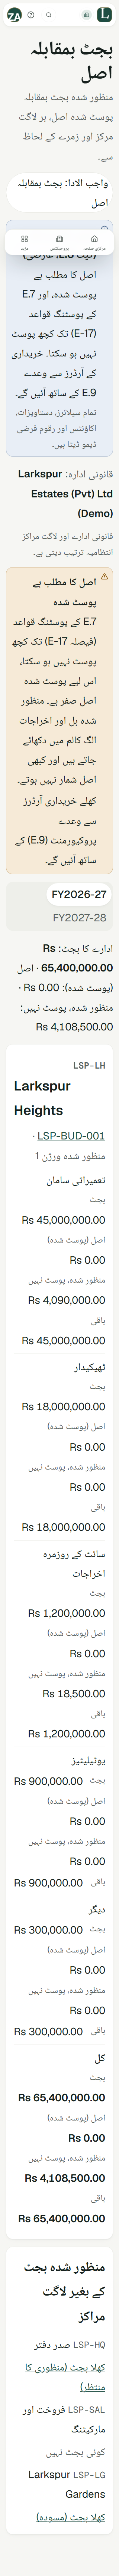 ZA
L
بجٹ بمقابلہ
اصل
منظور شدہ بجٹ بمقابلہ
پوسٹ شدہ اصل، ہر لاگت
مرکز اور زمرے کے لحاظ
سے۔
واجب الادا: بجٹ بمقابلہ
اصل
مرکزی صفحہ
پروجیکٹس
مزید
اصل کا مطلب ہے
پوسٹ شدہ، اور E.7
کے پوسٹنگ قواعد
(E-17) تک کچھ پوسٹ
نہیں ہو سکتا۔ خریداری
کے آرڈرز سے وعدے
E.9 کے ساتھ آئیں گے۔
تمام سپلائرز، دستاویزات،
اکاؤنٹس اور رقوم فرضی
ڈیمو ڈیٹا ہیں۔
قانونی ادارہ: Larkspur
Estates (Pvt) Ltd
(Demo)
قانونی ادارے اور لاگت مراکز
انتظامیہ ترتیب دیتی ہے۔
اصل کا مطلب ہے
پوسٹ شدہ
E.7 کے پوسٹنگ قواعد
(فیصلہ E-17) تک کچھ
پوسٹ نہیں ہو سکتا،
اس لیے پوسٹ شدہ
اصل صفر ہے۔ منظور
شدہ بل اور اخراجات
الگ کالم میں دکھائے
جاتے ہیں اور کبھی
اصل شمار نہیں ہوتے۔
کھلے خریداری آرڈرز
سے وعدے
پروکیورمنٹ (E.9) کے
ساتھ آئیں گے۔
FY2026-27
FY2027-28
ادارے کا بجٹ: Rs
65,400,000.00 · اصل
(پوسٹ شدہ): Rs 0.00 ·
منظور شدہ، پوسٹ نہیں:
Rs 4,108,500.00
LSP-LH
Larkspur
Heights
LSP-BUD-001 ·
منظور شدہ ورژن 1
تعمیراتی سامان
بجٹ
Rs 45,000,000.00
اصل (پوسٹ شدہ)
Rs 0.00
منظور شدہ، پوسٹ نہیں
Rs 4,090,000.00
باقی
Rs 45,000,000.00
ٹھیکیدار
بجٹ
Rs 18,000,000.00
اصل (پوسٹ شدہ)
Rs 0.00
منظور شدہ، پوسٹ نہیں
Rs 0.00
باقی
Rs 18,000,000.00
سائٹ کے روزمرہ
اخراجات
بجٹ
Rs 1,200,000.00
اصل (پوسٹ شدہ)
Rs 0.00
منظور شدہ، پوسٹ نہیں
Rs 18,500.00
باقی
Rs 1,200,000.00
یوٹیلیٹیز
بجٹ Rs 900,000.00
اصل (پوسٹ شدہ)
Rs 0.00
منظور شدہ، پوسٹ نہیں
Rs 0.00
باقی Rs 900,000.00
دیگر
بجٹ Rs 300,000.00
اصل (پوسٹ شدہ)
Rs 0.00
منظور شدہ، پوسٹ نہیں
Rs 0.00
باقی Rs 300,000.00
کل
بجٹ
Rs 65,400,000.00
اصل (پوسٹ شدہ)
Rs 0.00
منظور شدہ، پوسٹ نہیں
Rs 4,108,500.00
باقی
Rs 65,400,000.00
منظور شدہ بجٹ
کے بغیر لاگت
مراکز
LSP-HQ صدر دفتر
کھلا بجٹ (منظوری کا
منتظر)
LSP-SAL فروخت اور
مارکیٹنگ
کوئی بجٹ نہیں
LSP-LG Larkspur
Gardens
کھلا بجٹ (مسودہ)